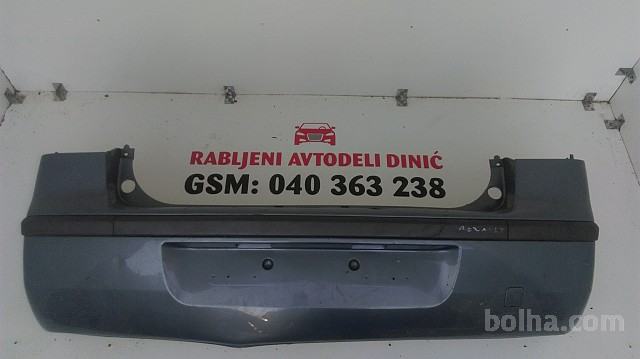 RABLJENI AVTODELI DINIĆ
GSM: 040 363 238
bolha.com